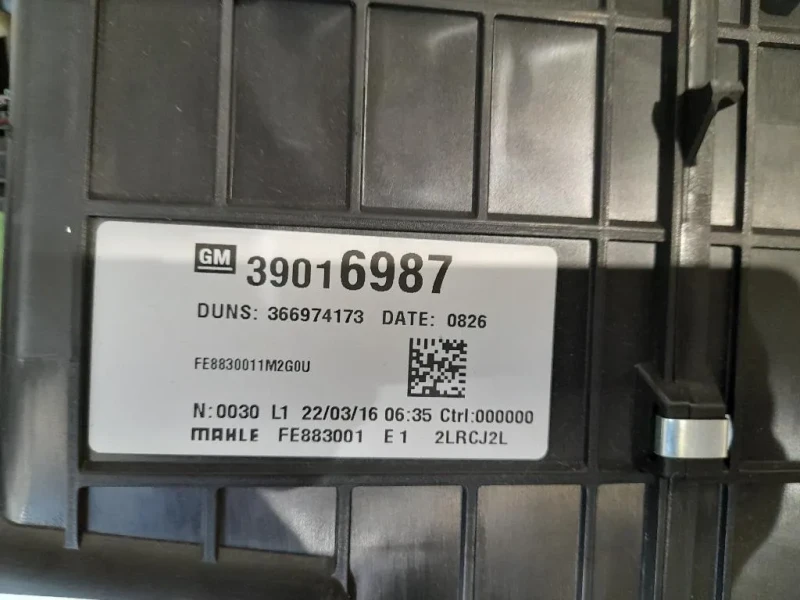 GM 39016987
DUNS: 366974173 DATE: 0826
FE8830011M2G0U
N:0030 L1 22/03/16 06:35 Ctrl:000000
MAHLE FE883001 E1 2LRCJ2L